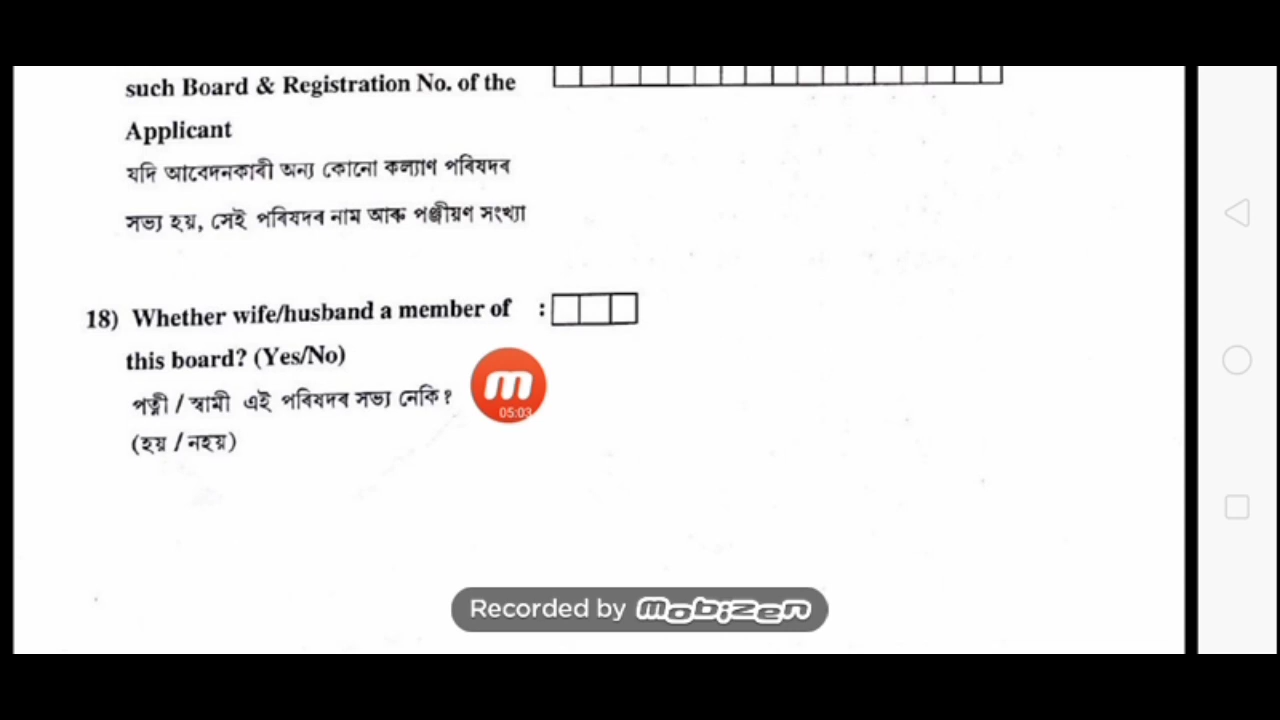 such Board & Registration No. of the
Applicant
যদি আবেদনকাৰী অন্য কোনো কল্যাণ পৰিষদৰ
সভ্য হয়, সেই পৰিষদৰ নাম আৰু পঞ্জীয়ণ সংখ্যা
18) Whether wife/husband a member of :
this board? (Yes/No)
পত্নী / স্বামী এই পৰিষদৰ সভ্য নেকি?
(হয় / নহয়)
m
05:03
Recorded by mobizen